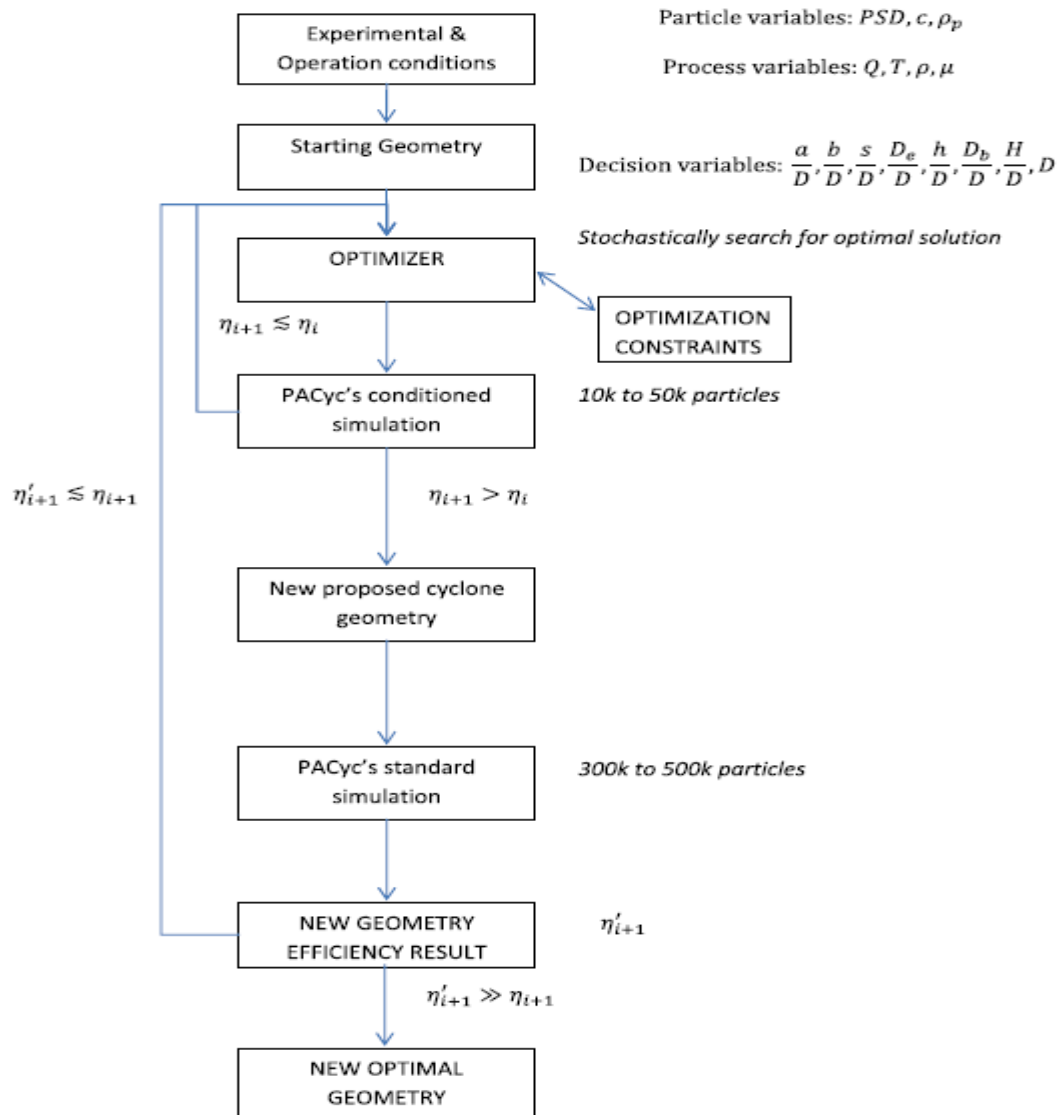 Experimental &
Operation conditions
Particle variables: PSD, c, ρ_p
Process variables: Q, T, ρ, μ
Starting Geometry
Decision variables: a/D, b/D, s/D, D_e/D, h/D, D_b/D, H/D, D
Stochastically search for optimal solution
OPTIMIZER
OPTIMIZATION
CONSTRAINTS
η_{i+1} ≲ η_i
PACyc's conditioned
simulation
10k to 50k particles
η'_{i+1} ≲ η_{i+1}
η_{i+1} > η_i
New proposed cyclone
geometry
PACyc's standard
simulation
300k to 500k particles
NEW GEOMETRY
EFFICIENCY RESULT
η'_{i+1}
η'_{i+1} ≫ η_{i+1}
NEW OPTIMAL
GEOMETRY